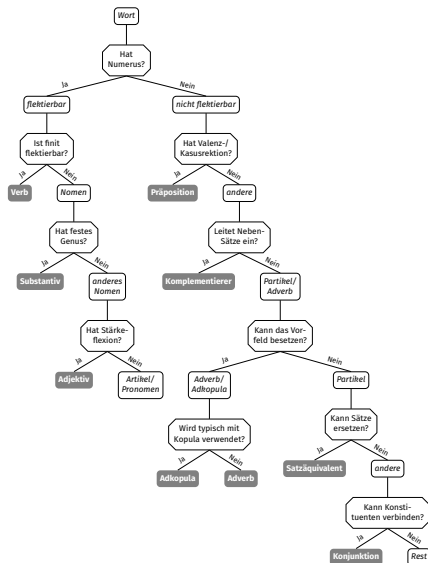 Wort
Hat
Numerus?
Ja
Nein
flektierbar
nicht flektierbar
Ist finit
flektierbar?
Hat Valenz-/
Kasusrektion?
Ja
Nein
Ja
Nein
Verb
Nomen
Präposition
andere
Hat festes
Genus?
Leitet Neben-
Sätze ein?
Ja
Nein
Ja
Nein
Substantiv
anderes
Nomen
Komplementierer
Partikel/
Adverb
Hat Stärke-
flexion?
Kann das Vor-
feld besetzen?
Ja
Nein
Ja
Nein
Adjektiv
Artikel/
Pronomen
Adverb/
Adkopula
Partikel
Wird typisch mit
Kopula verwendet?
Kann Sätze
ersetzen?
Ja
Nein
Ja
Nein
Adkopula
Adverb
Satzäquivalent
andere
Kann Konsti-
tuenten verbinden?
Ja
Nein
Konjunktion
Rest